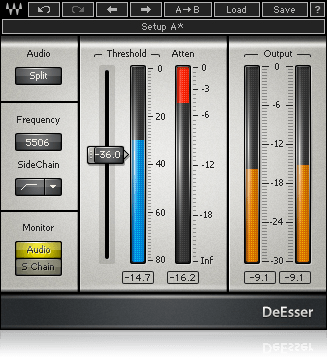 A→B Load Save ?
Setup A*
Audio
Split
Frequency
5506
SideChain
Monitor
Audio
S Chain
Threshold Atten
-36.0
0
20
40
60
80
0
-6
-12
-18
Inf
-14.7 -16.2
Output
0
-6
-12
-18
-24
-30
-9.1 -9.1
DeEsser